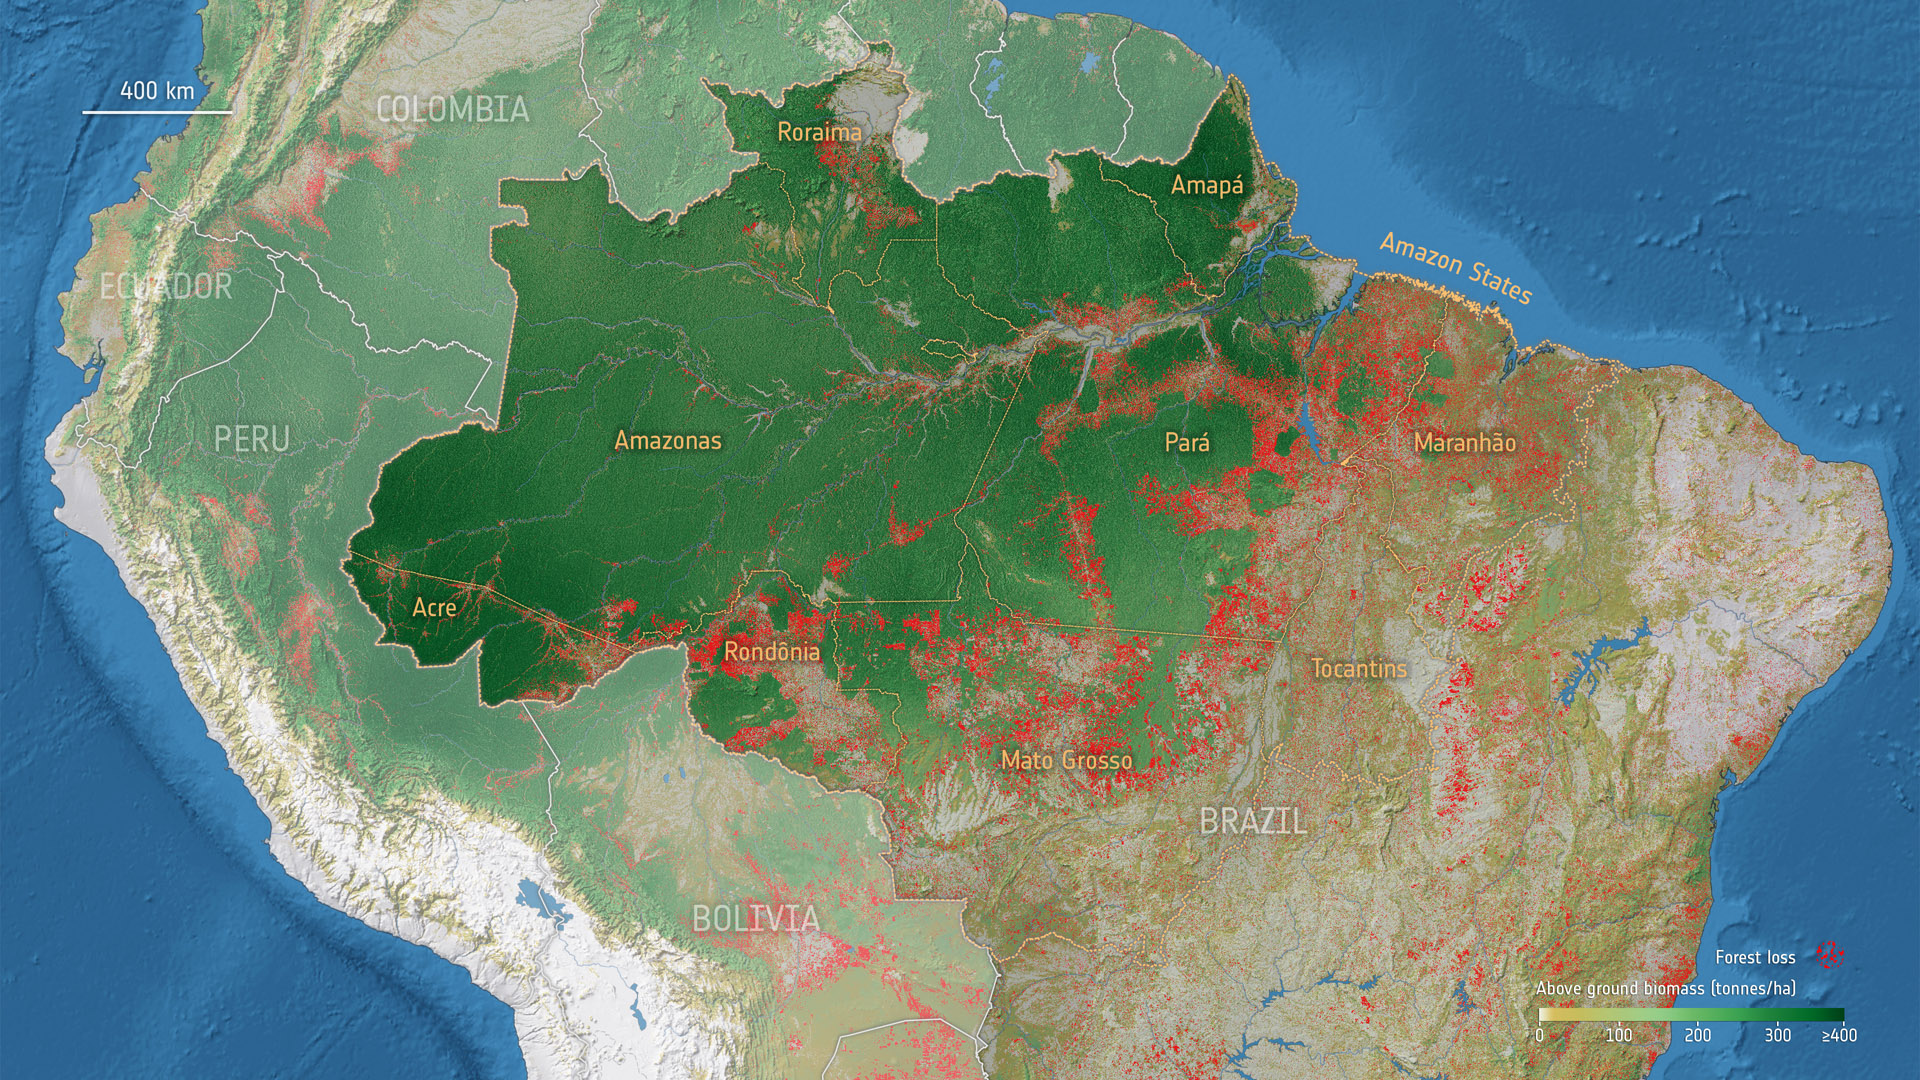 400 km
COLOMBIA
Roraima
Amapá
Amazon States
ECUADOR
PERU
Amazonas
Pará
Maranhão
Acre
Rondônia
Tocantins
Mato Grosso
BRAZIL
BOLIVIA
Forest loss
Above ground biomass (tonnes/ha)
0 100 200 300 ≥400